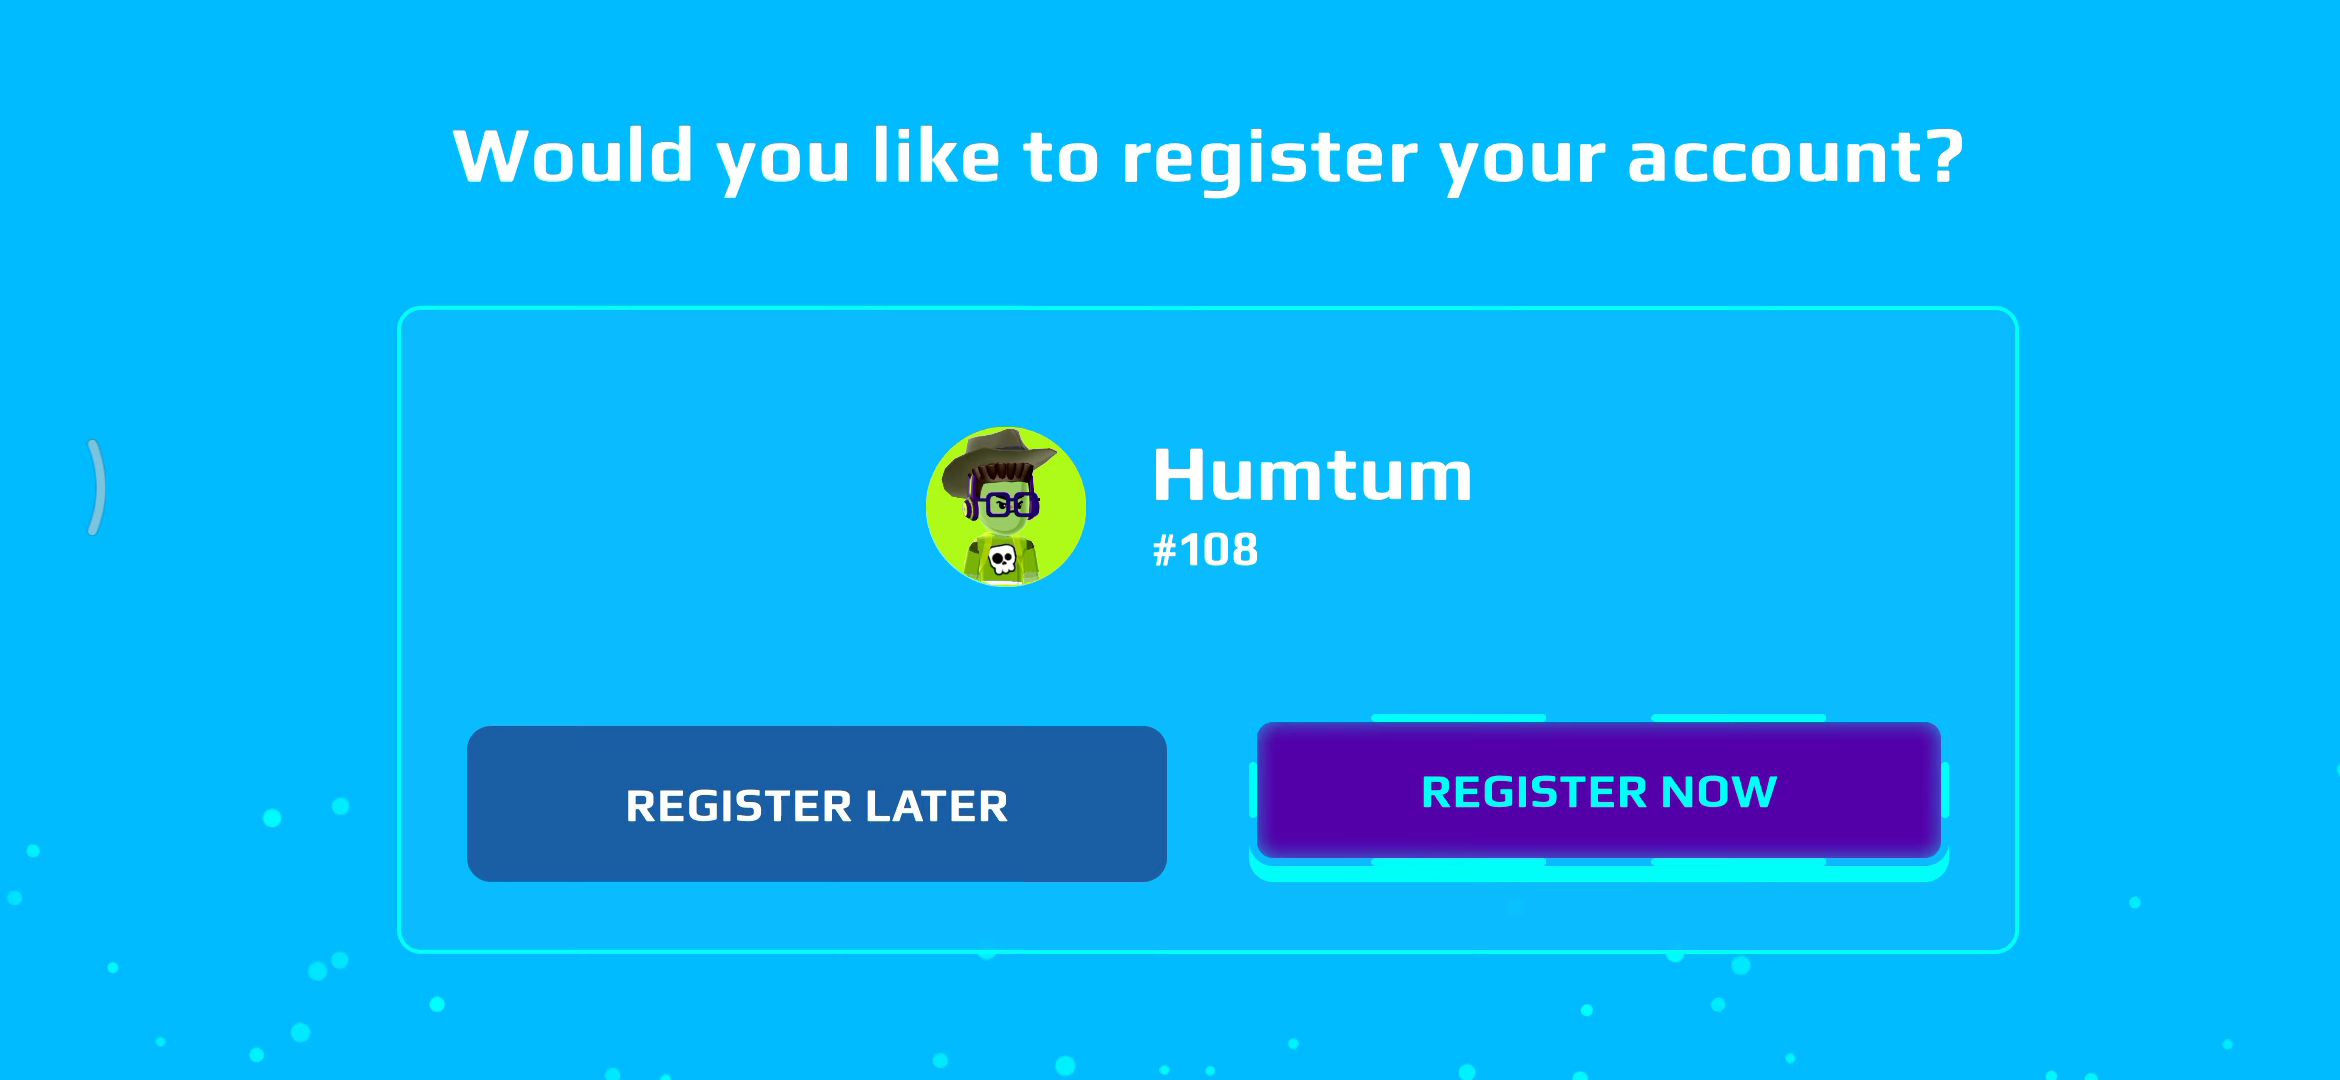 Would you like to register your account?
Humtum
#108
REGISTER LATER
REGISTER NOW